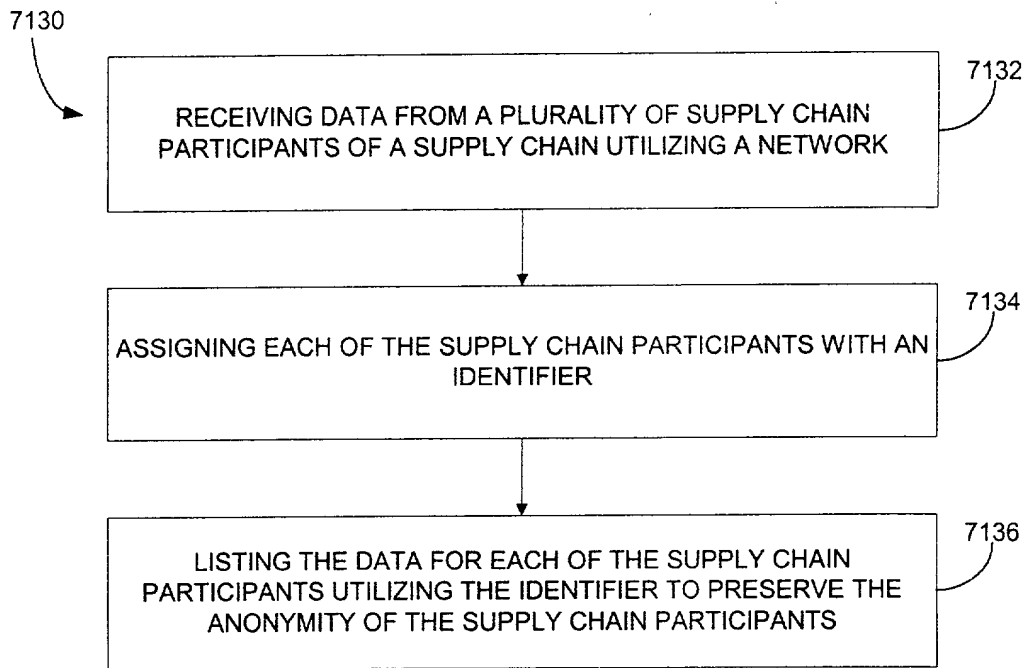 7130
7132
RECEIVING DATA FROM A PLURALITY OF SUPPLY CHAIN
PARTICIPANTS OF A SUPPLY CHAIN UTILIZING A NETWORK
7134
ASSIGNING EACH OF THE SUPPLY CHAIN PARTICIPANTS WITH AN
IDENTIFIER
7136
LISTING THE DATA FOR EACH OF THE SUPPLY CHAIN
PARTICIPANTS UTILIZING THE IDENTIFIER TO PRESERVE THE
ANONYMITY OF THE SUPPLY CHAIN PARTICIPANTS